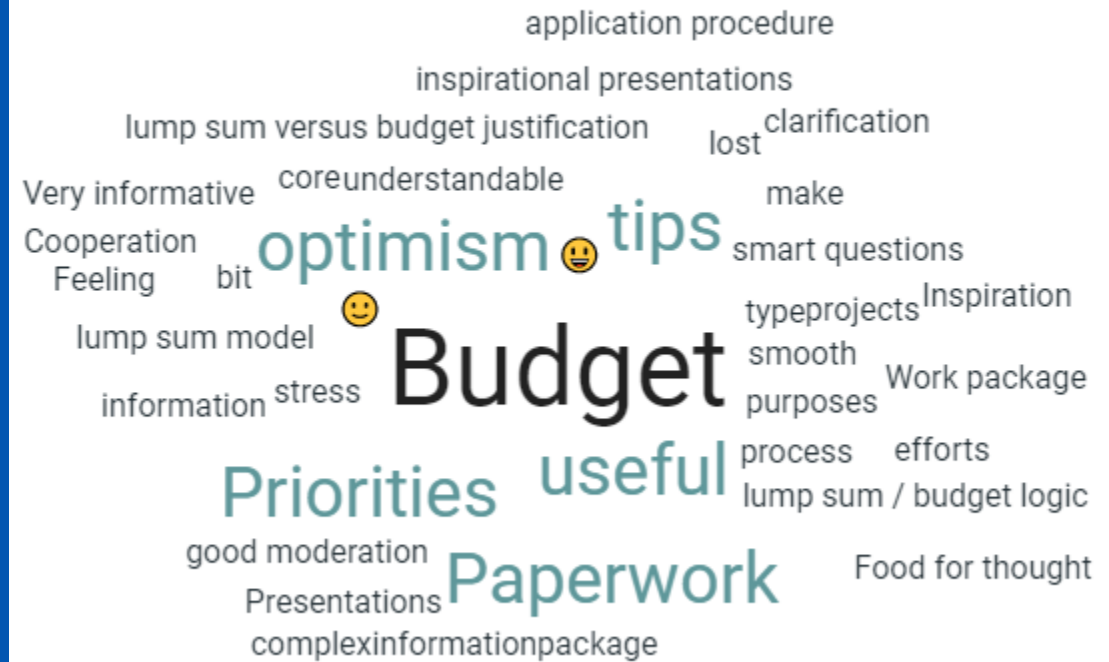 application procedure
inspirational presentations
lump sum versus budget justification
lost
clarification
Very informative
core
understandable
make
Cooperation
optimism
😃
tips
smart questions
Feeling
bit
🙂
type
projects
Inspiration
lump sum model
Budget
smooth
Work package
information
stress
purposes
Priorities
useful
process
efforts
lump sum / budget logic
good moderation
Paperwork
Food for thought
Presentations
complexinformationpackage